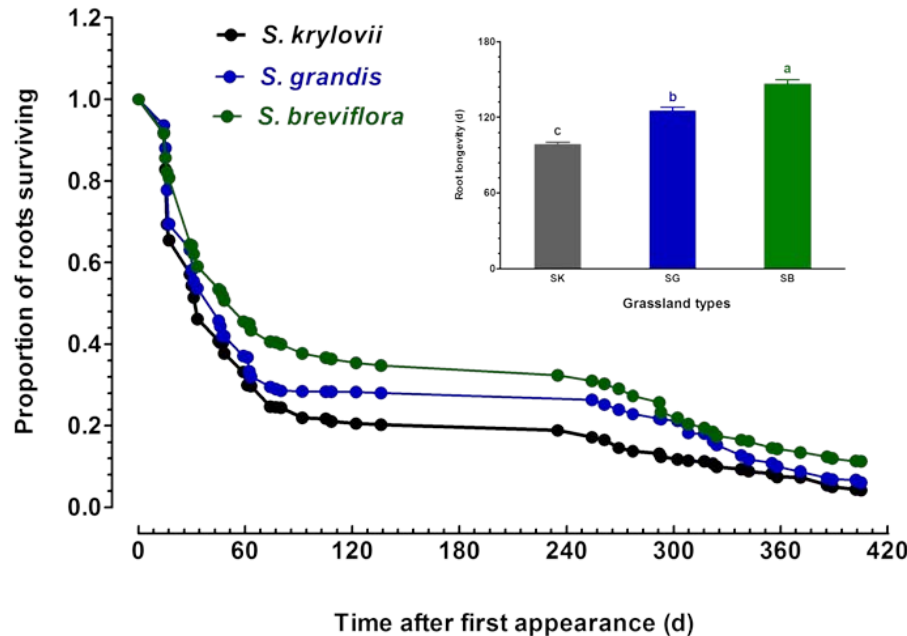 1.2
1.0
0.8
0.6
0.4
0.2
0.0
Proportion of roots surviving
S. krylovii
S. grandis
S. breviflora
180
120
60
0
Root longevity (d)
c
b
a
SK SG SB
Grassland types
0 60 120 180 240 300 360 420
Time after first appearance (d)